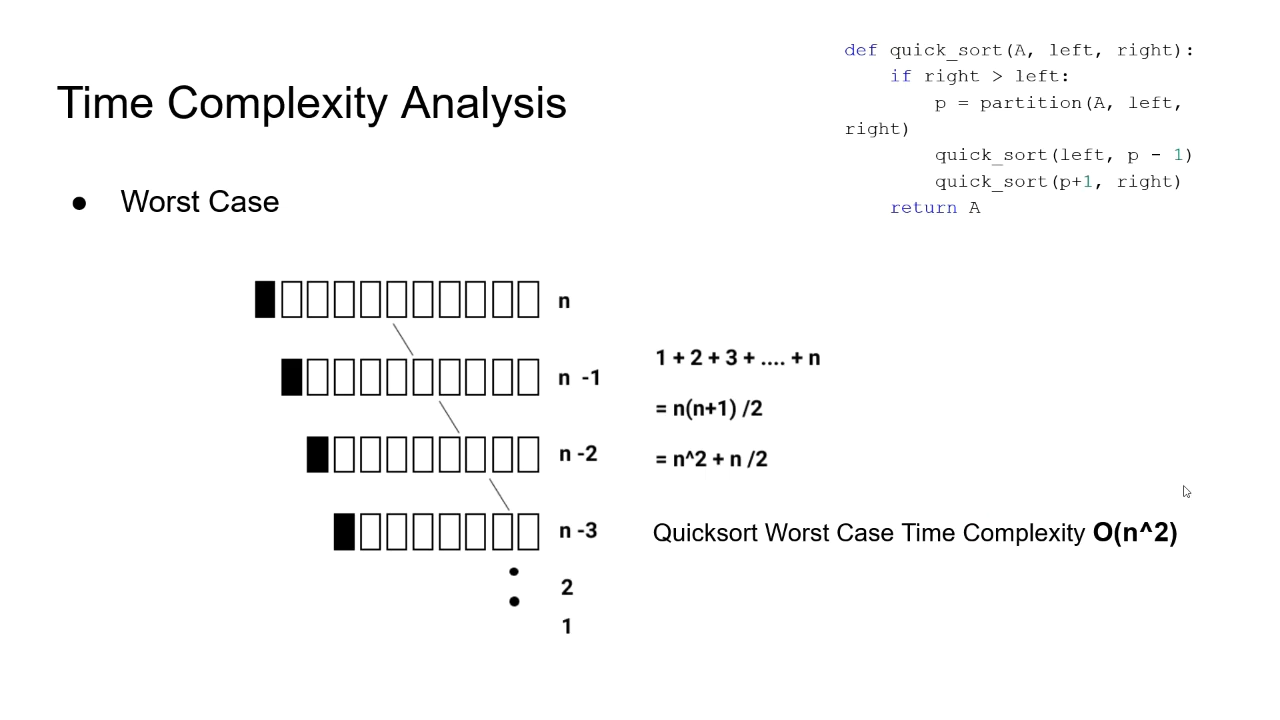 Time Complexity Analysis
def quick_sort(A, left, right):
    if right > left:
        p = partition(A, left,
right)
        quick_sort(left, p - 1)
        quick_sort(p+1, right)
    return A
● Worst Case
n
n -1
n -2
n -3
2
1
1 + 2 + 3 + .... + n
= n(n+1) /2
= n^2 + n /2
Quicksort Worst Case Time Complexity O(n^2)